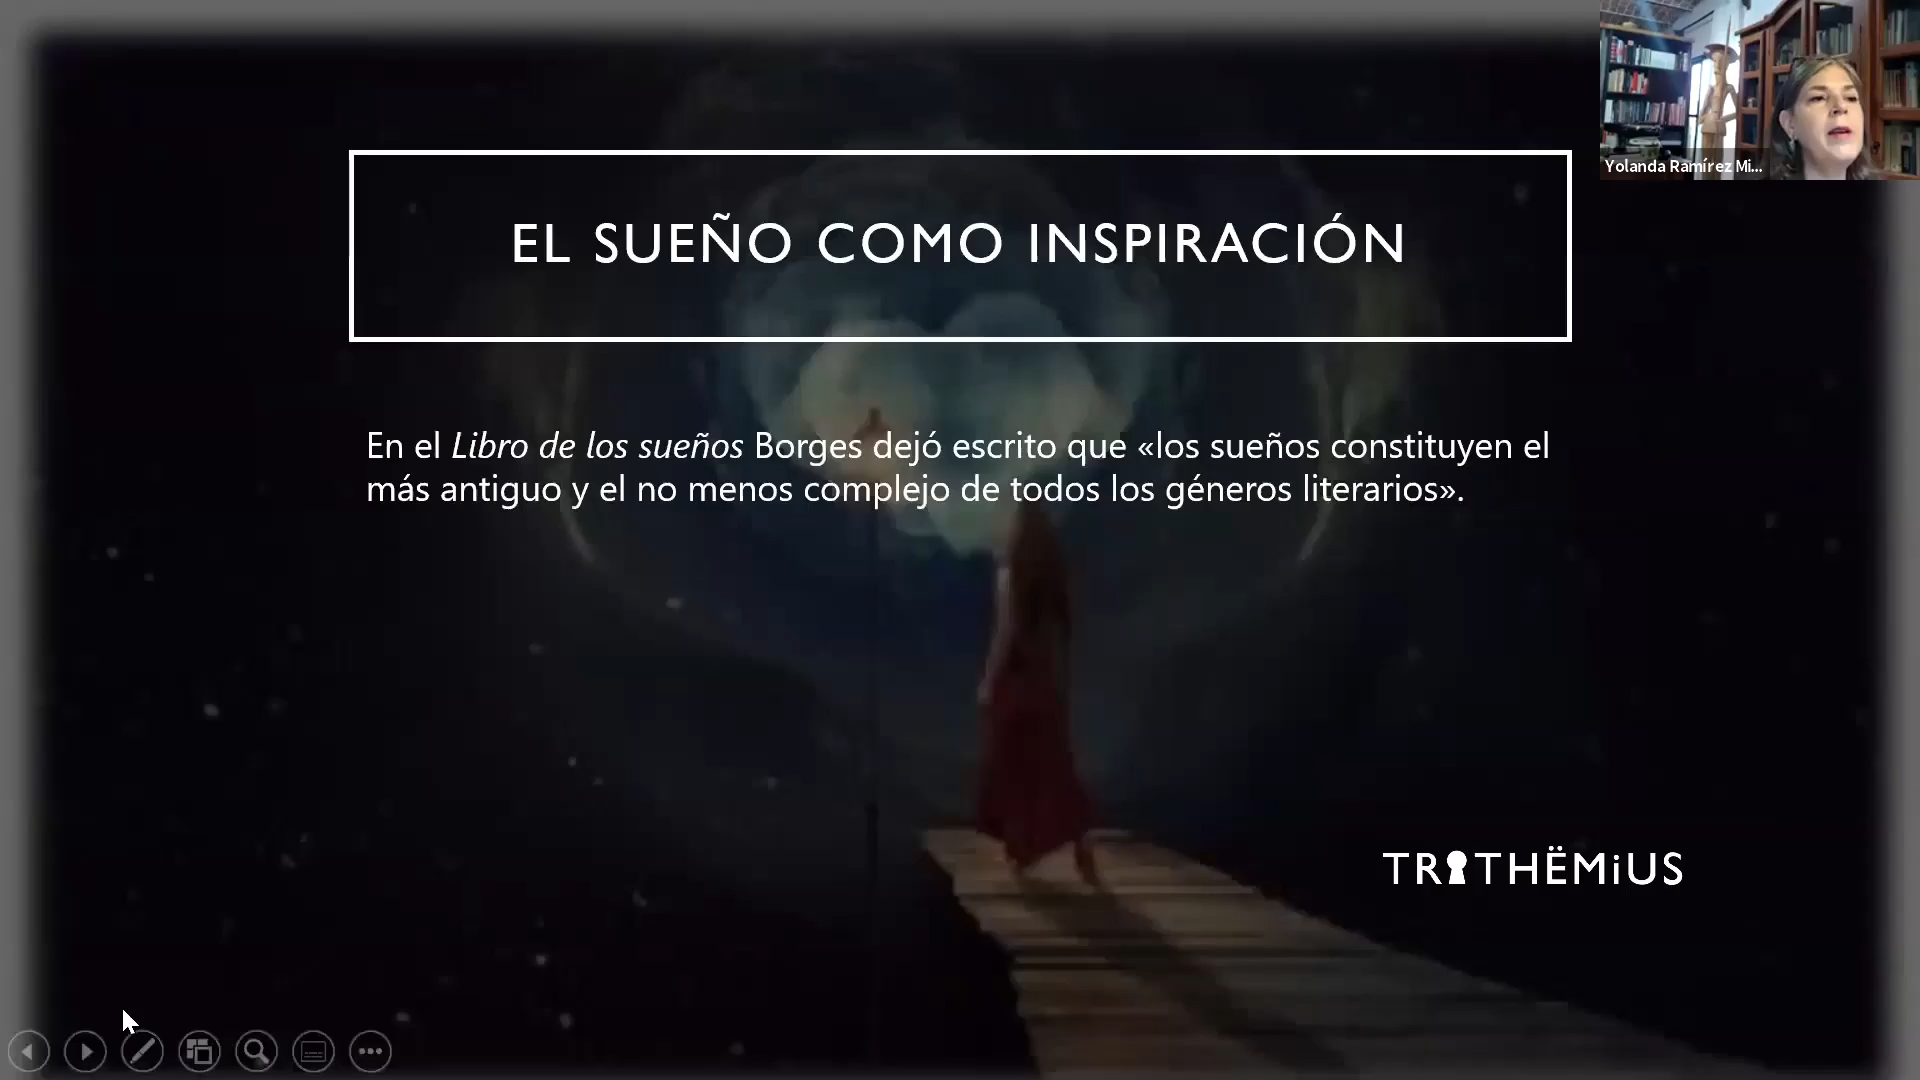 Yolanda Ramírez Mi...
EL SUEÑO COMO INSPIRACIÓN
En el Libro de los sueños Borges dejó escrito que «los sueños constituyen el
más antiguo y el no menos complejo de todos los géneros literarios».
TRITHËMiUS